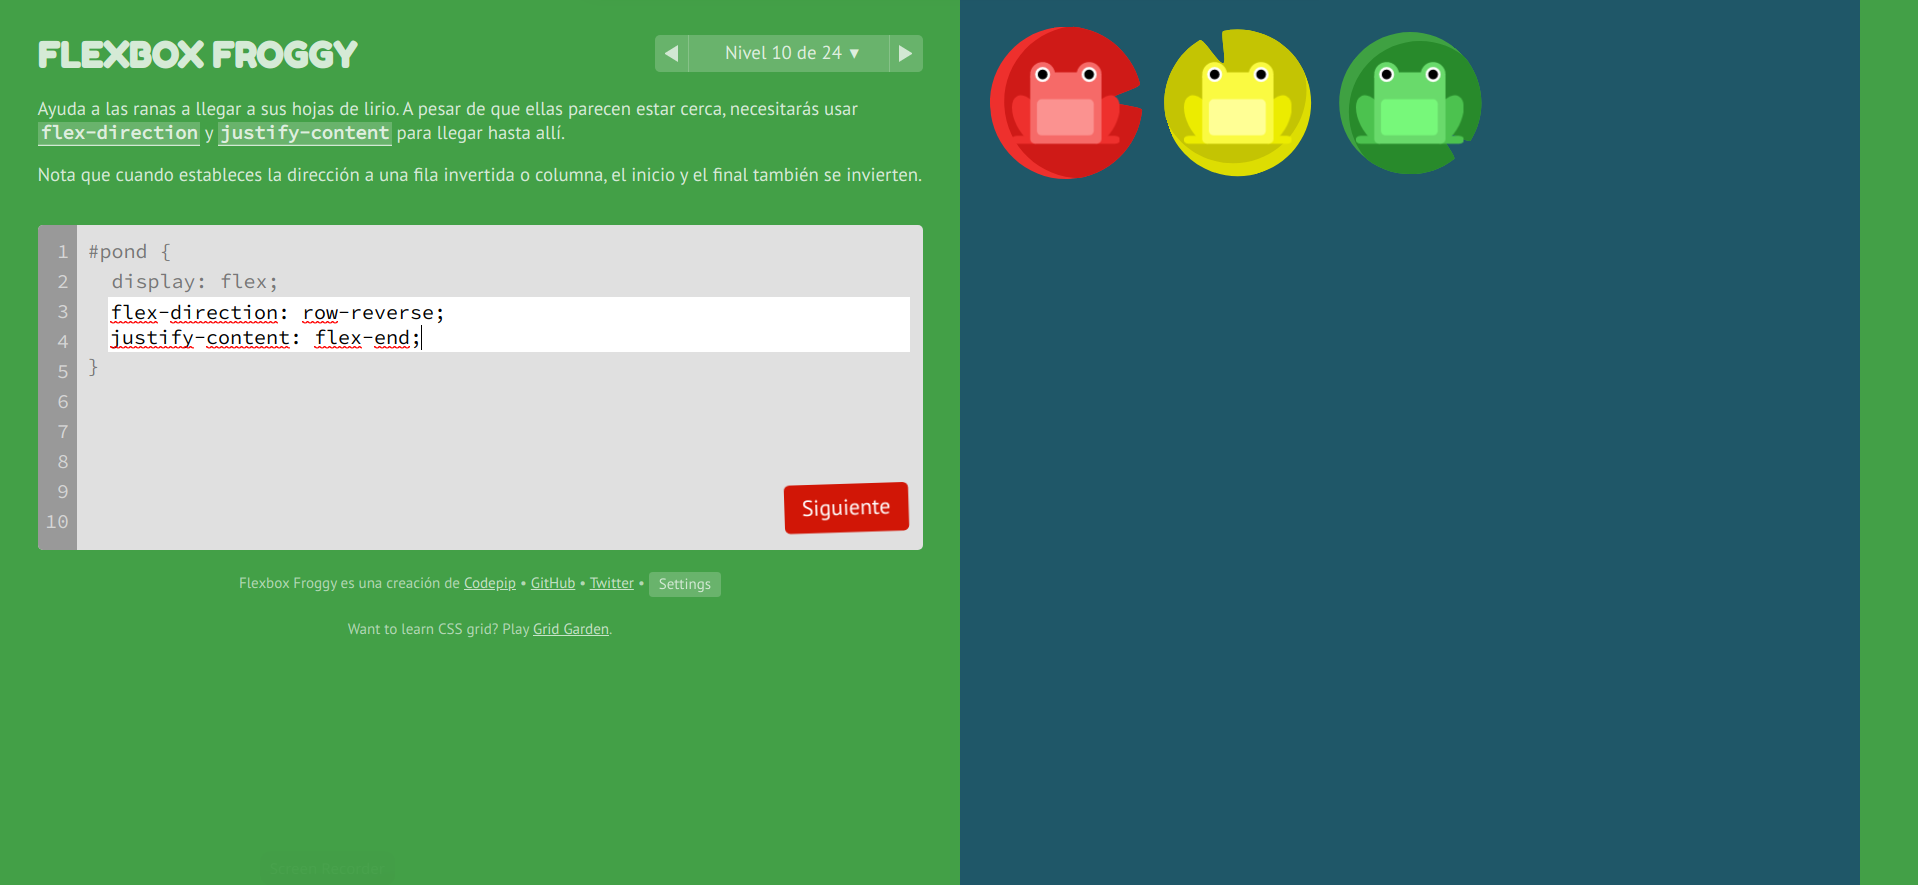 FLEXBOX FROGGY
◀ Nivel 10 de 24 ▾ ▶
Ayuda a las ranas a llegar a sus hojas de lirio. A pesar de que ellas parecen estar cerca, necesitarás usar
flex-direction y justify-content para llegar hasta allí.
Nota que cuando estableces la dirección a una fila invertida o columna, el inicio y el final también se invierten.
1 #pond {
2 display: flex;
3 flex-direction: row-reverse;
4 justify-content: flex-end;
5 }
6
7
8
9
10
Siguiente
Flexbox Froggy es una creación de Codepip • GitHub • Twitter • Settings
Want to learn CSS grid? Play Grid Garden.